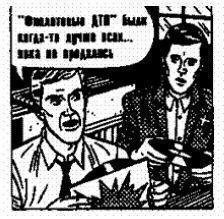 "Фиолетовые ДТП" были
когда-то лучше всех...
пока не продались